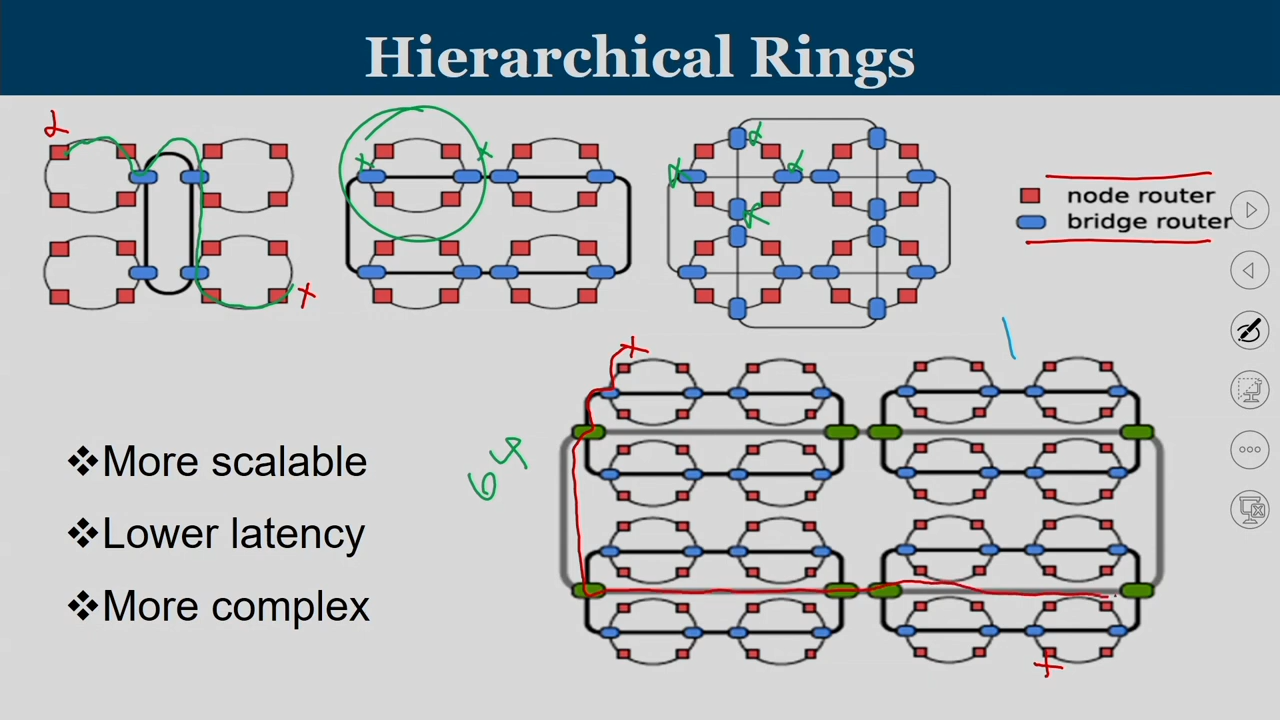 Hierarchical Rings
node router
bridge router
64
❖More scalable
❖Lower latency
❖More complex